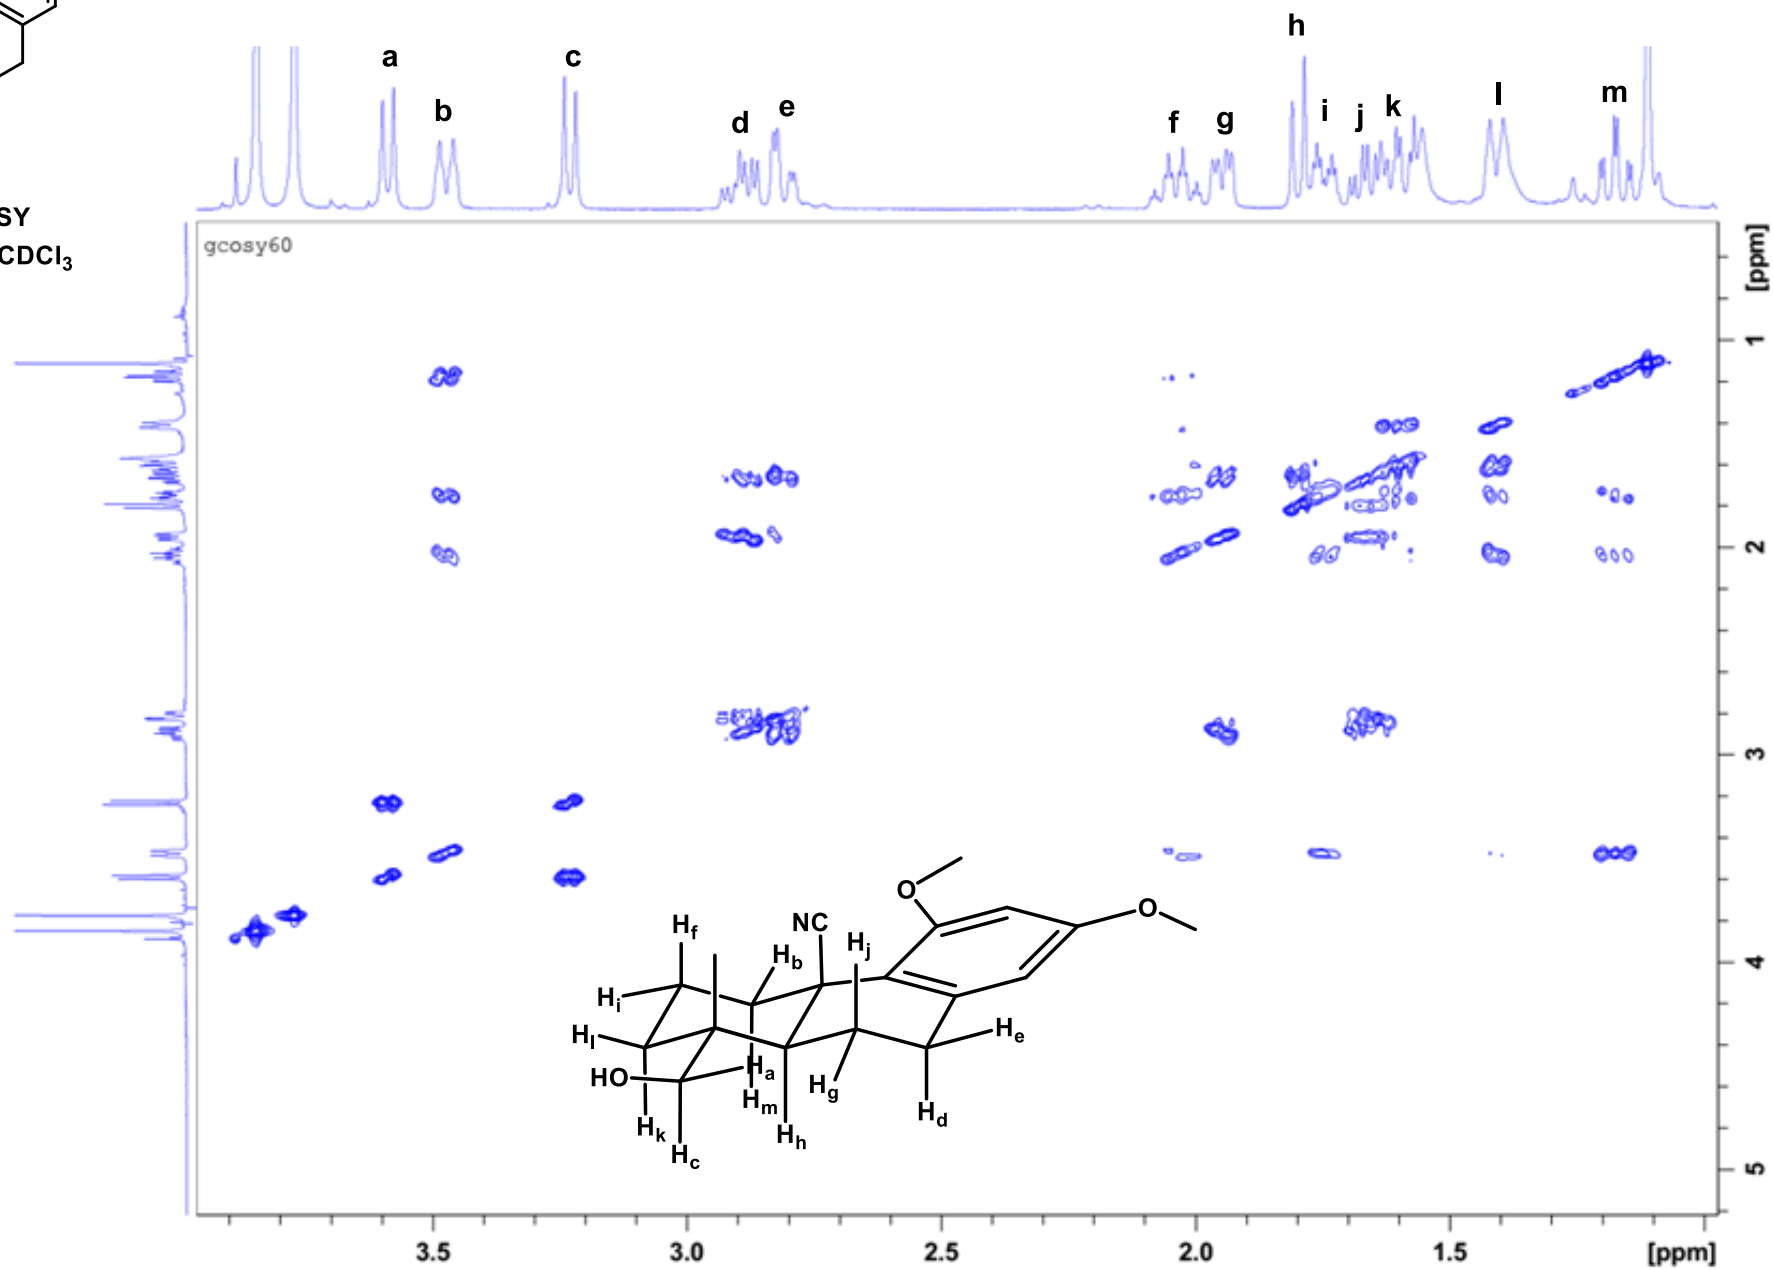 h
a
c
m
l
b
e
k
d
f
g
i
j
SY
CDCl₃
gcosy60
[ppm]
1
2
3
4
5
O
O
NC
Hf
Hj
Hb
Hi
Hl
He
HO
Ha
Hg
Hm
Hd
Hk
Hh
Hc
3.5
3.0
2.5
2.0
1.5
[ppm]